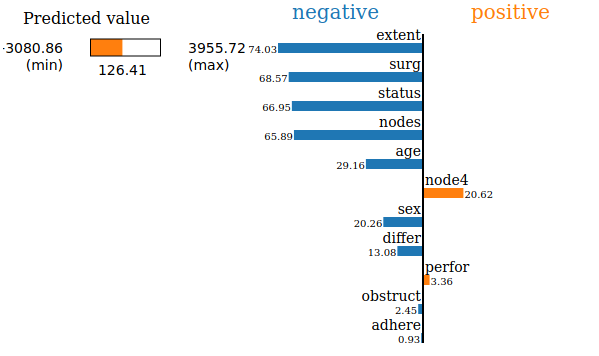 Predicted value
-3080.86
(min)
126.41
3955.72
(max)
negative
positive
extent
74.03
surg
68.57
status
66.95
nodes
65.89
age
29.16
node4
20.62
sex
20.26
differ
13.08
perfor
3.36
obstruct
2.45
adhere
0.93